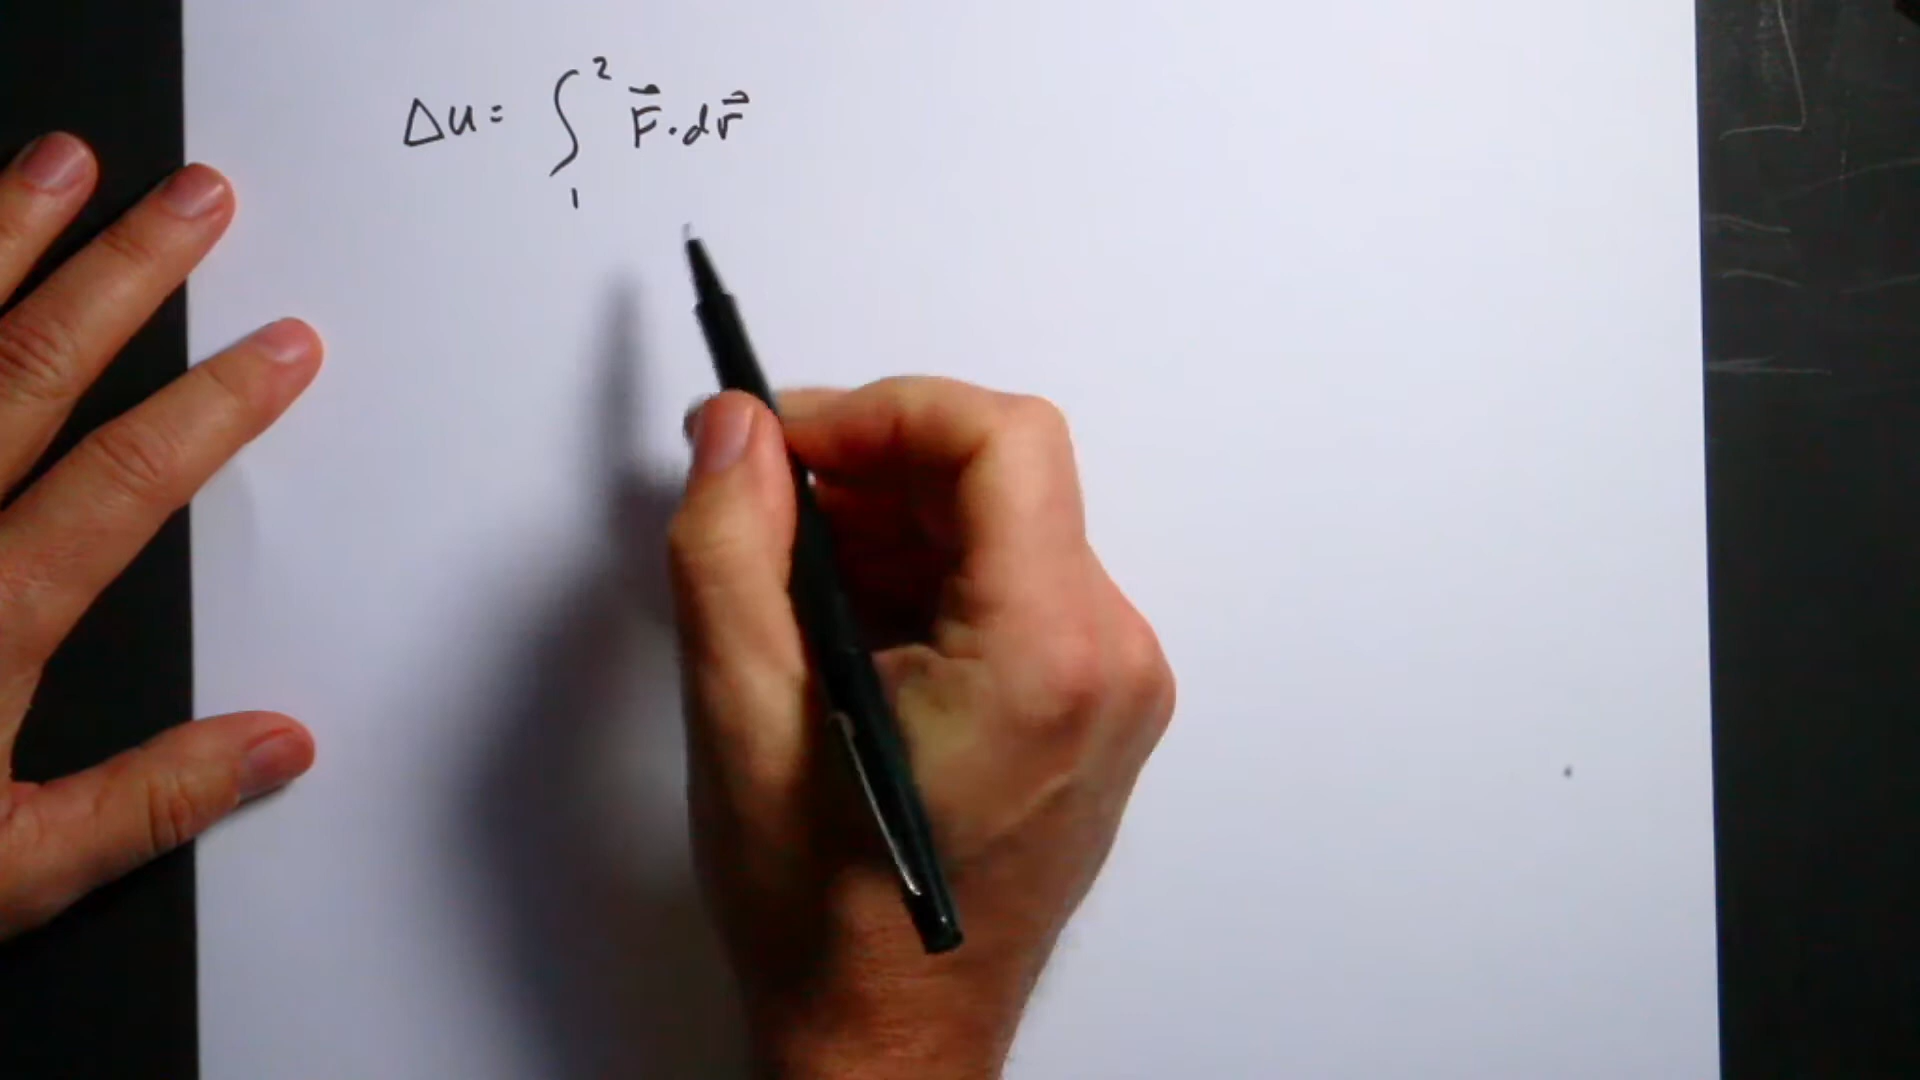 Δu = ∫₁² F⃗ · dr⃗